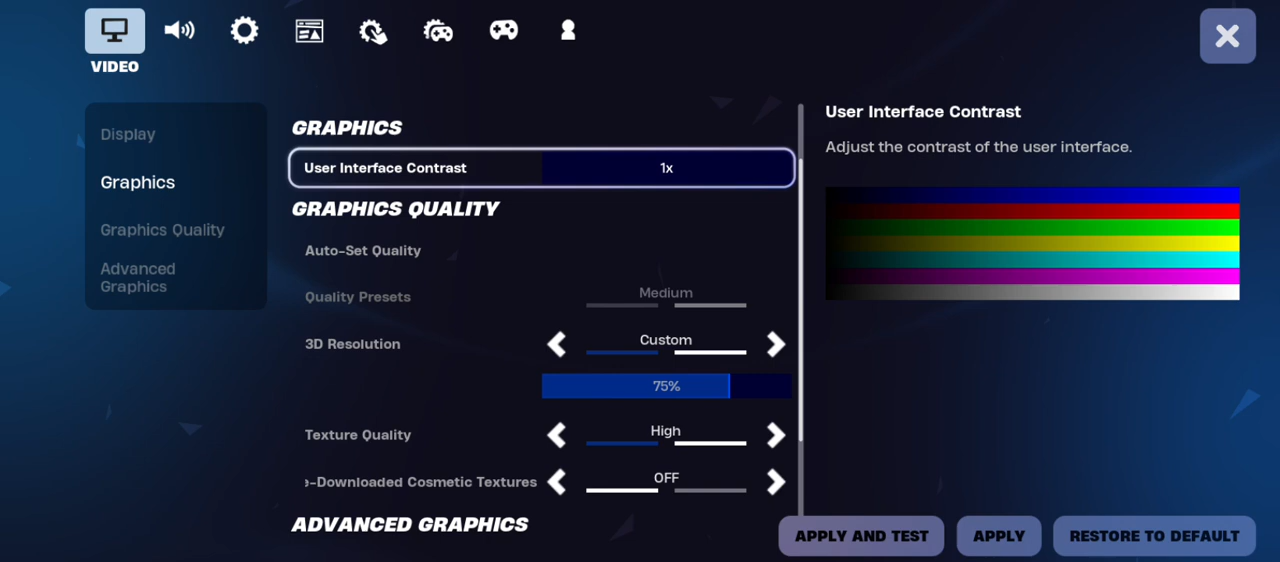 VIDEO
Display
Graphics
Graphics Quality
Advanced
Graphics
GRAPHICS
User Interface Contrast 1x
GRAPHICS QUALITY
Auto-Set Quality
Quality Presets Medium
3D Resolution Custom
75%
Texture Quality High
e-Downloaded Cosmetic Textures OFF
ADVANCED GRAPHICS
User Interface Contrast
Adjust the contrast of the user interface.
APPLY AND TEST
APPLY
RESTORE TO DEFAULT